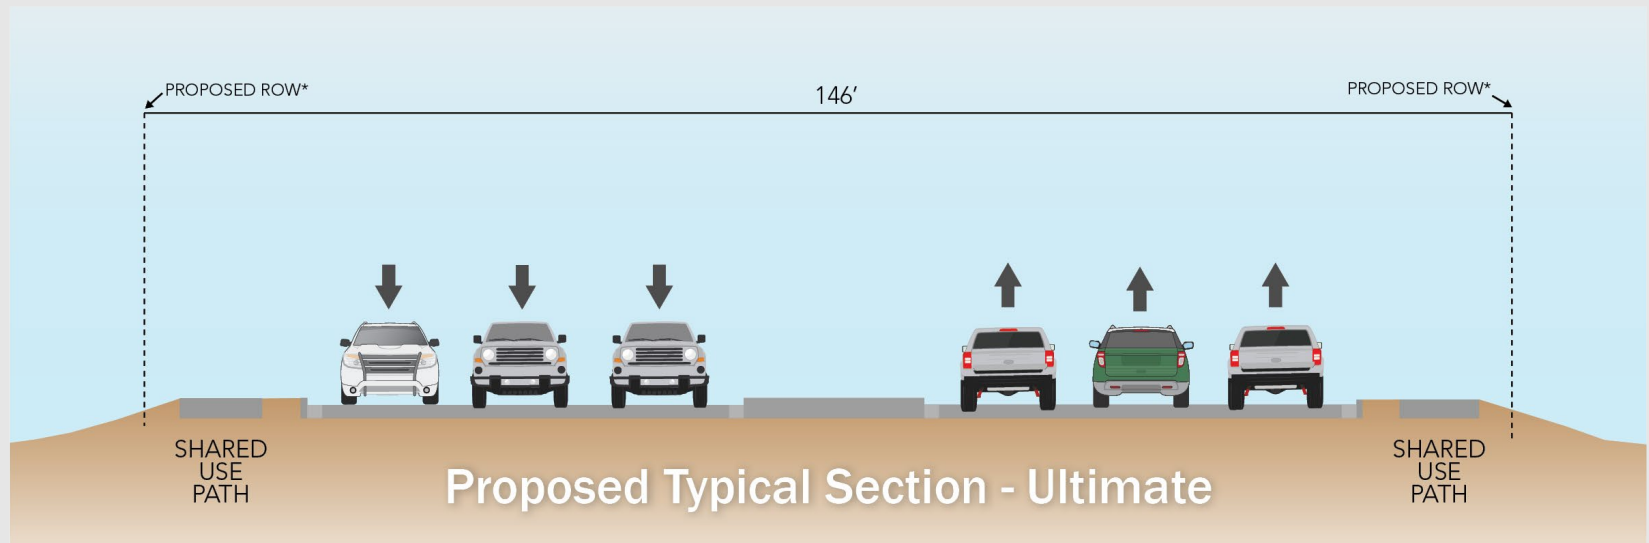 PROPOSED ROW*
146'
PROPOSED ROW*
SHARED
USE
PATH
SHARED
USE
PATH
Proposed Typical Section - Ultimate